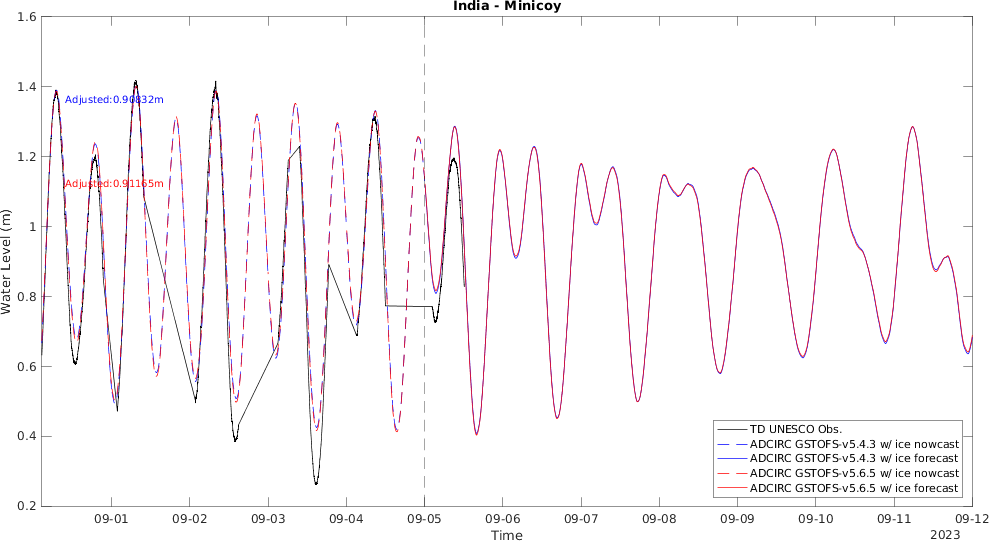 India - Minicoy
1.6
1.4
1.2
1
0.8
0.6
0.4
0.2
Water Level (m)
Adjusted:0.90832m
Adjusted:0.91165m
TD UNESCO Obs.
ADCIRC GSTOFS-v5.4.3 w/ ice nowcast
ADCIRC GSTOFS-v5.4.3 w/ ice forecast
ADCIRC GSTOFS-v5.6.5 w/ ice nowcast
ADCIRC GSTOFS-v5.6.5 w/ ice forecast
09-01 09-02 09-03 09-04 09-05 09-06 09-07 09-08 09-09 09-10 09-11 09-12
Time
2023